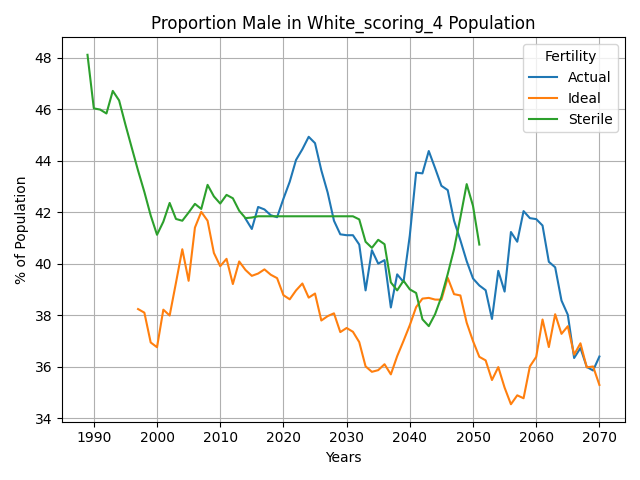 Proportion Male in White_scoring_4 Population
Fertility
Actual
Ideal
Sterile
48
46
44
42
40
38
36
34
% of Population
1990
2000
2010
2020
2030
2040
2050
2060
2070
Years